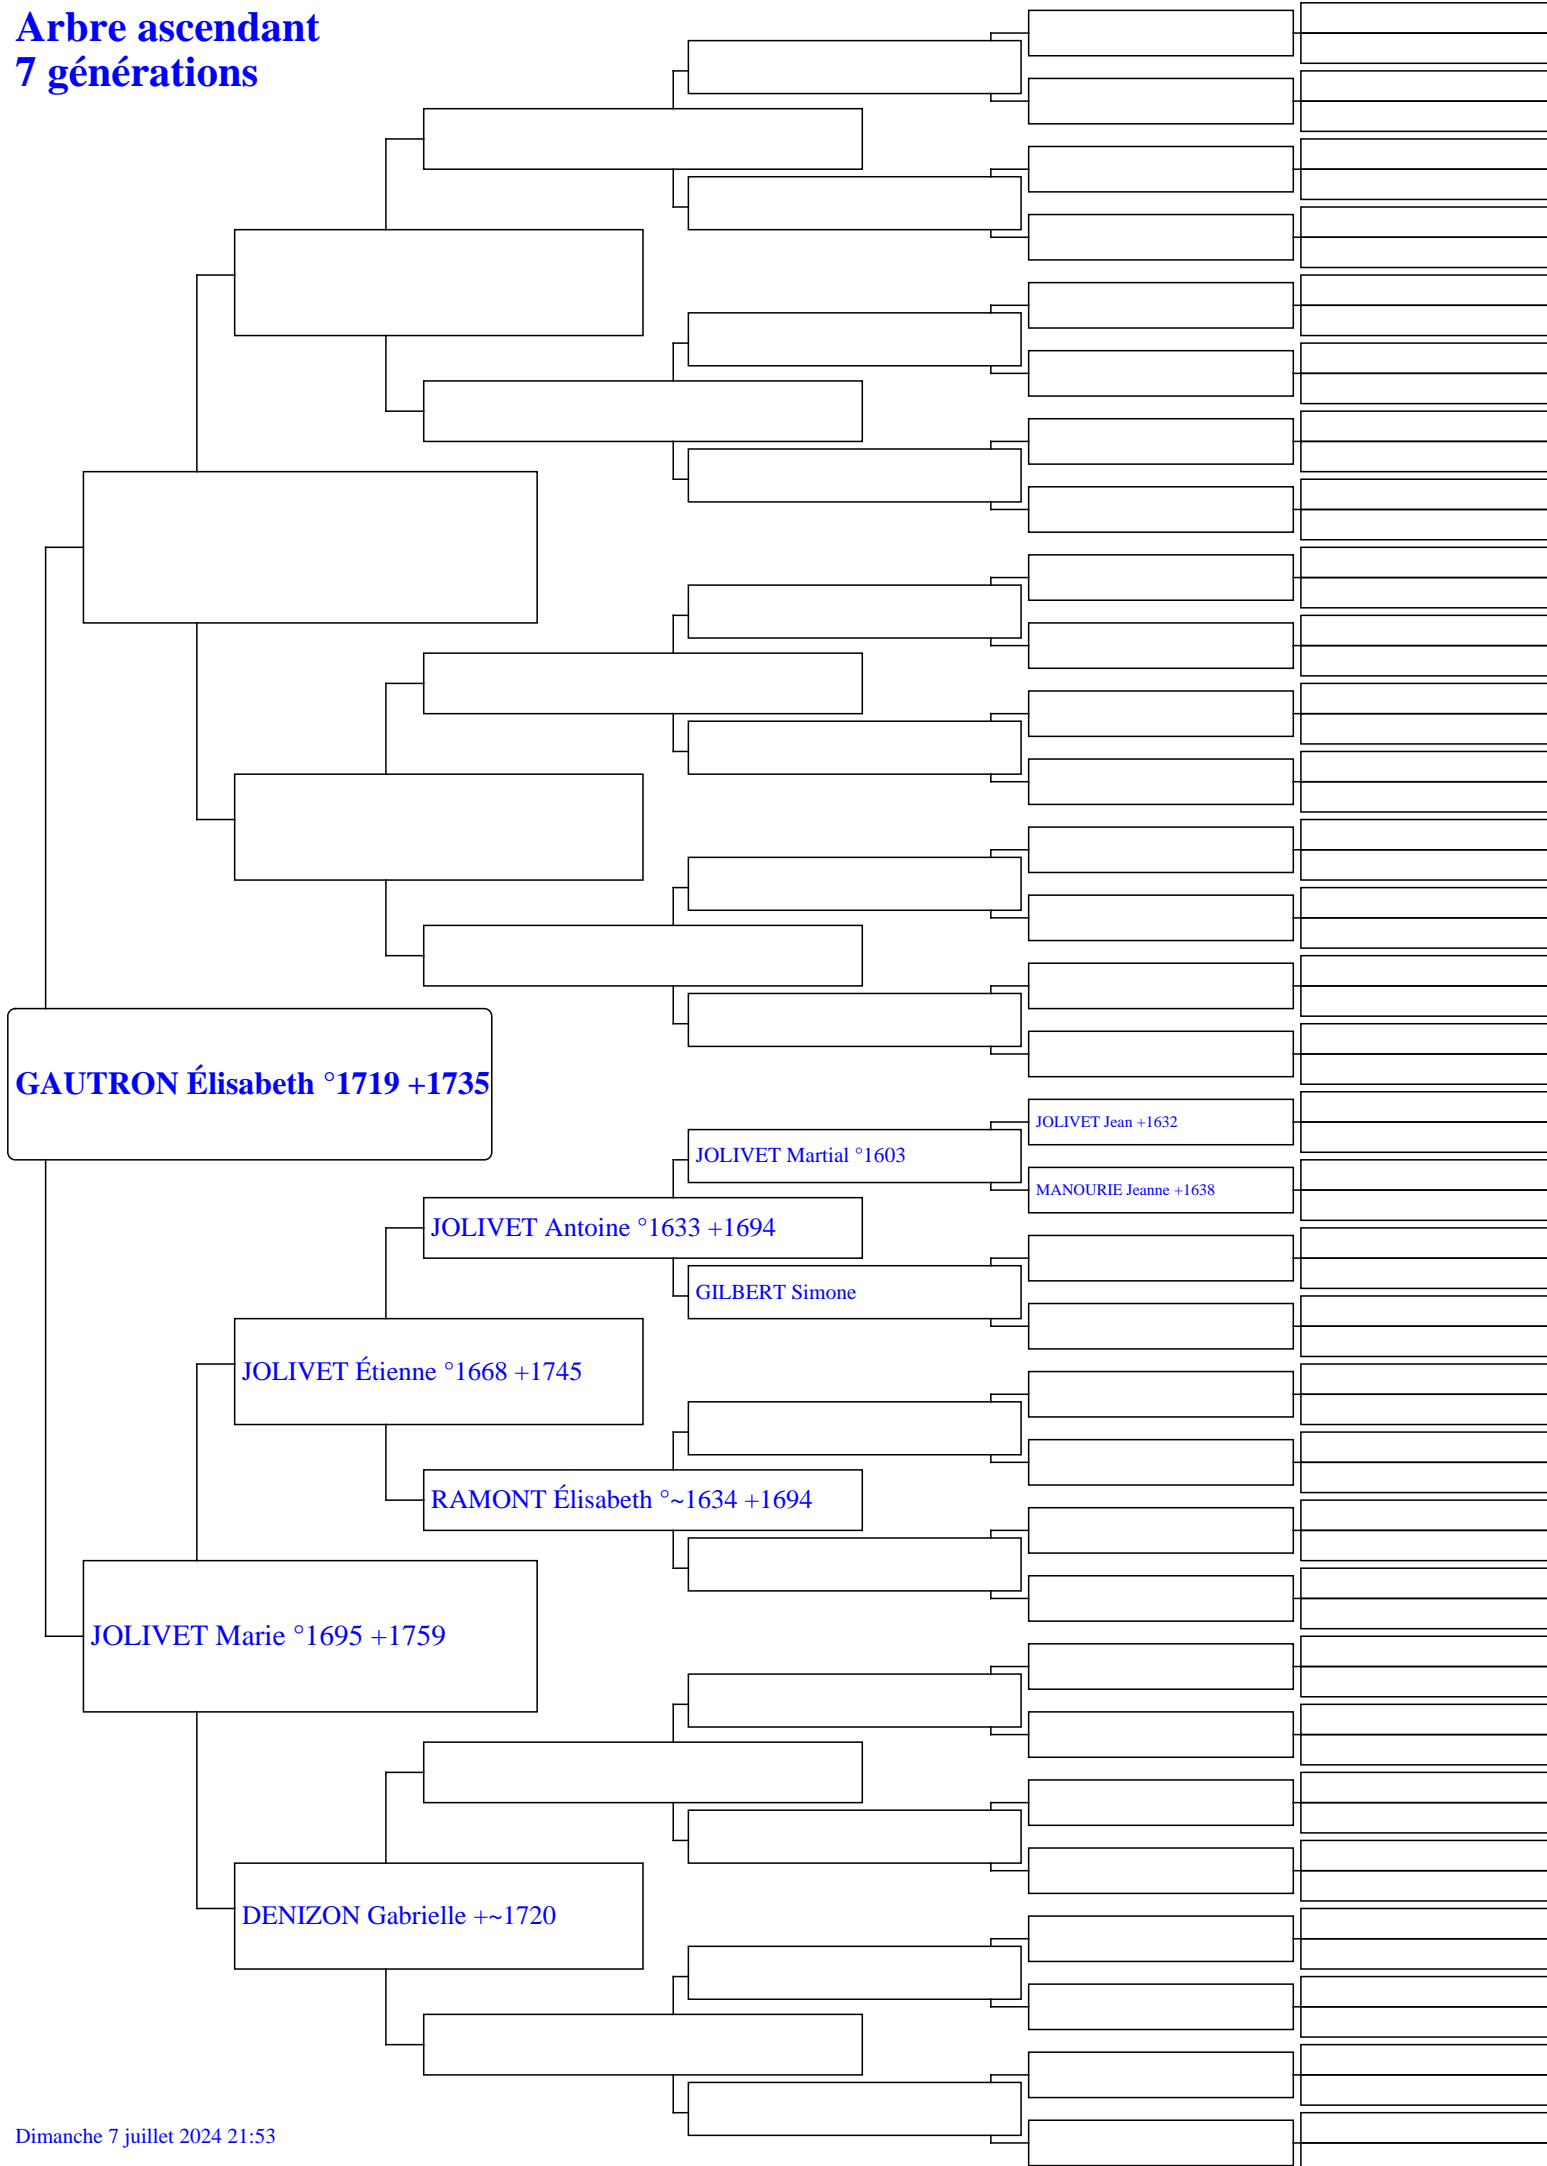 Arbre ascendant
7 générations
GAUTRON Élisabeth °1719 +1735
JOLIVET Jean +1632
JOLIVET Martial °1603
MANOURIE Jeanne +1638
JOLIVET Antoine °1633 +1694
GILBERT Simone
JOLIVET Étienne °1668 +1745
RAMONT Élisabeth °~1634 +1694
JOLIVET Marie °1695 +1759
DENIZON Gabrielle +~1720
Dimanche 7 juillet 2024 21:53